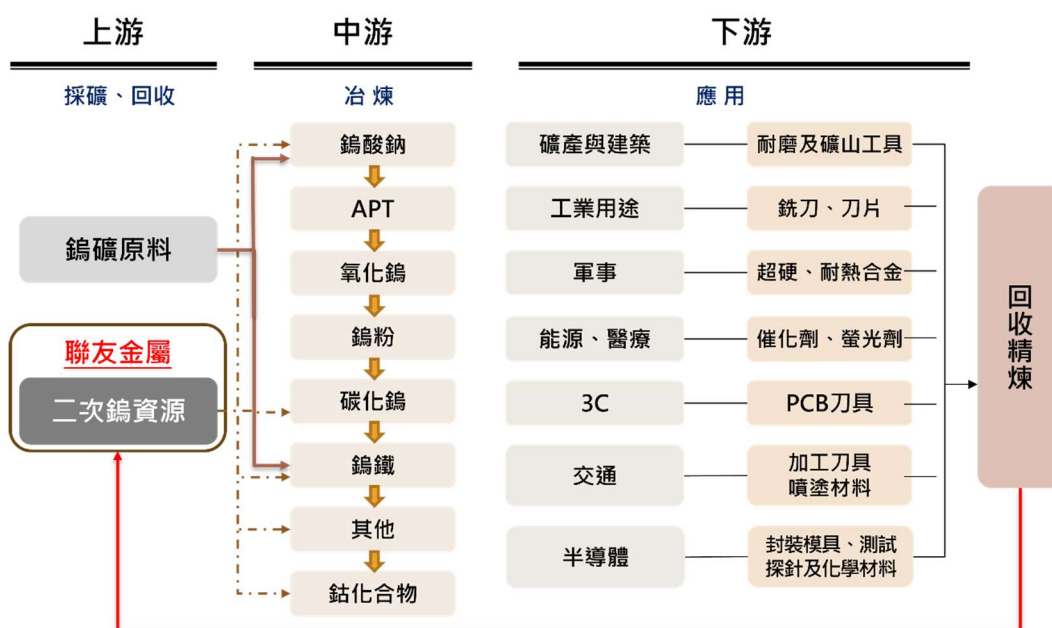 上游
中游
下游
採礦、回收
冶煉
應用
鎢礦原料
聯友金屬
二次鎢資源
鎢酸鈉
APT
氧化鎢
鎢粉
碳化鎢
鎢鐵
其他
鈷化合物
礦產與建築
耐磨及礦山工具
工業用途
銑刀、刀片
軍事
超硬、耐熱合金
能源、醫療
催化劑、螢光劑
3C
PCB刀具
交通
加工刀具
噴塗材料
半導體
封裝模具、測試
探針及化學材料
回收精煉